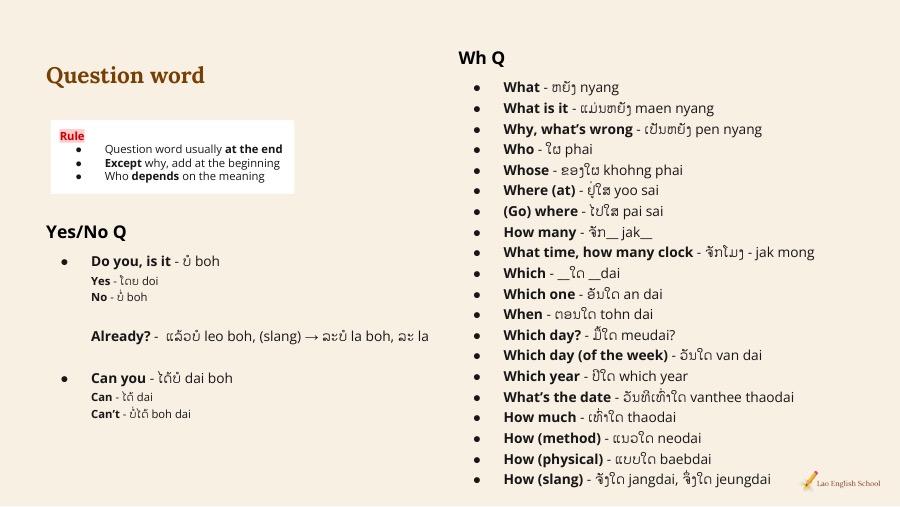 Question word
Rule
● Question word usually at the end
● Except why, add at the beginning
● Who depends on the meaning
Yes/No Q
● Do you, is it - ບໍ boh
Yes - ໂດຍ doi
No - ບໍ່ boh
Already? - ແລ້ວບໍ leo boh, (slang) → ລະບໍ la boh, ລະ la
● Can you - ໄດ້ບໍ dai boh
Can - ໄດ້ dai
Can’t - ບໍ່ໄດ້ boh dai
Wh Q
● What - ຫຍັງ nyang
● What is it - ແມ່ນຫຍັງ maen nyang
● Why, what’s wrong - ເປັນຫຍັງ pen nyang
● Who - ໃຜ phai
● Whose - ຂອງໃຜ khohng phai
● Where (at) - ຢູ່ໃສ yoo sai
● (Go) where - ໄປໃສ pai sai
● How many - ຈັກ__ jak__
● What time, how many clock - ຈັກໂມງ - jak mong
● Which - __ໃດ __dai
● Which one - ອັນໃດ an dai
● When - ຕອນໃດ tohn dai
● Which day? - ມື້ໃດ meudai?
● Which day (of the week) - ວັນໃດ van dai
● Which year - ປີໃດ which year
● What’s the date - ວັນທີເທົ່າໃດ vanthee thaodai
● How much - ເທົ່າໃດ thaodai
● How (method) - ແນວໃດ neodai
● How (physical) - ແບບໃດ baebdai
● How (slang) - ຈັ່ງໃດ jangdai, ຈຶ່ງໃດ jeungdai
Lao English School